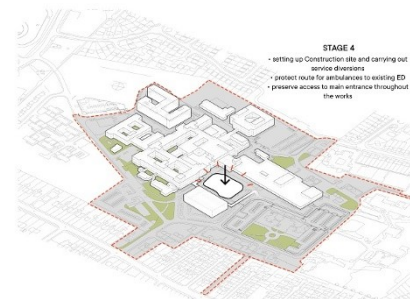 STAGE 4
• setting up Construction site and carrying out
service diversions
• protect route for ambulances to existing ED
• preserve access to main entrance throughout
the works